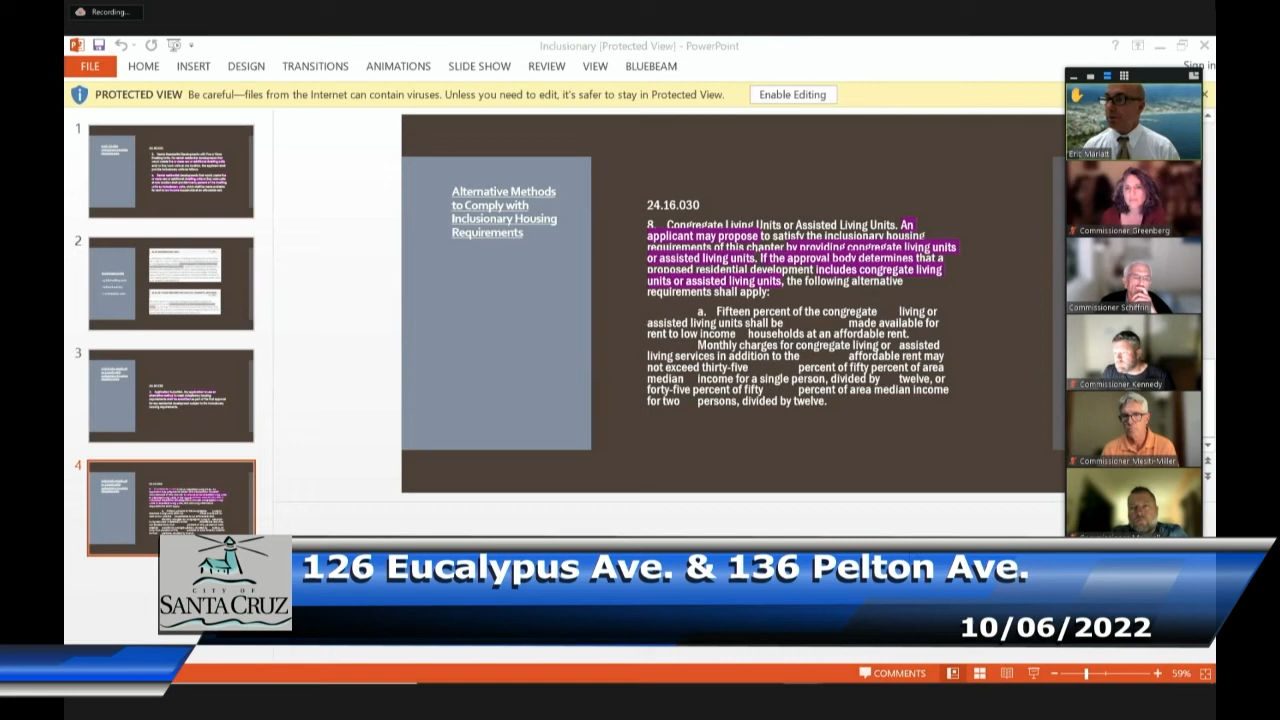 Recording...
Inclusionary [Protected View] - PowerPoint
FILE HOME INSERT DESIGN TRANSITIONS ANIMATIONS SLIDE SHOW REVIEW VIEW BLUEBEAM
Sign in
PROTECTED VIEW Be careful—files from the Internet can contain viruses. Unless you need to edit, it's safer to stay in Protected View. Enable Editing
1
2
3
4
Alternative Methods
to Comply with
Inclusionary Housing
Requirements
24.16.030
8. Congregate Living Units or Assisted Living Units. An
applicant may propose to satisfy the inclusionary housing
requirements of this chapter by providing congregate living units
or assisted living units. If the approval body determines that a
proposed residential development includes congregate living
units or assisted living units, the following alternative
requirements shall apply:
a. Fifteen percent of the congregate living or
assisted living units shall be made available for
rent to low income households at an affordable rent.
Monthly charges for congregate living or assisted
living services in addition to the affordable rent may
not exceed thirty-five percent of fifty percent of area
median income for a single person, divided by twelve, or
forty-five percent of fifty percent of area median income
for two persons, divided by twelve.
Eric Marlatt
Commissioner Greenberg
Commissioner Schiffrin
Commissioner Kennedy
Commissioner Mesiti-Miller
CITY OF
SANTA CRUZ
126 Eucalypus Ave. & 136 Pelton Ave.
10/06/2022
COMMENTS
59%